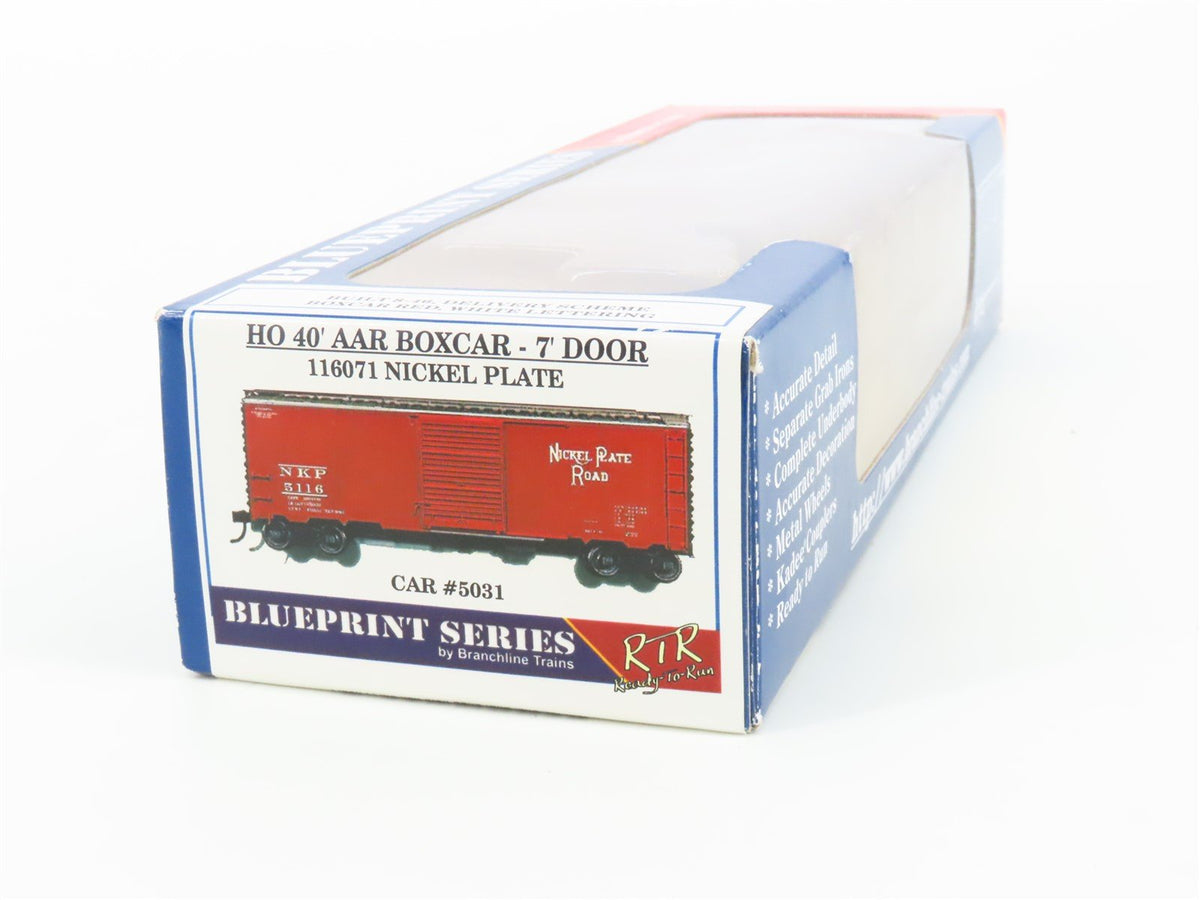 BLUEPRINT SERIES
BUILT 8-46, DELIVERY SCHEME
BOXCAR RED, WHITE LETTERING
HO 40' AAR BOXCAR - 7' DOOR
116071 NICKEL PLATE
NKP
5116
NICKEL PLATE
ROAD
CAR #5031
BLUEPRINT SERIES
by Branchline Trains
RTR
Ready-To-Run
* Accurate Detail
* Separate Grab Irons
* Complete Underbody
* Accurate Decoration
* Metal Wheels
* Kadee Couplers
* Ready to Run